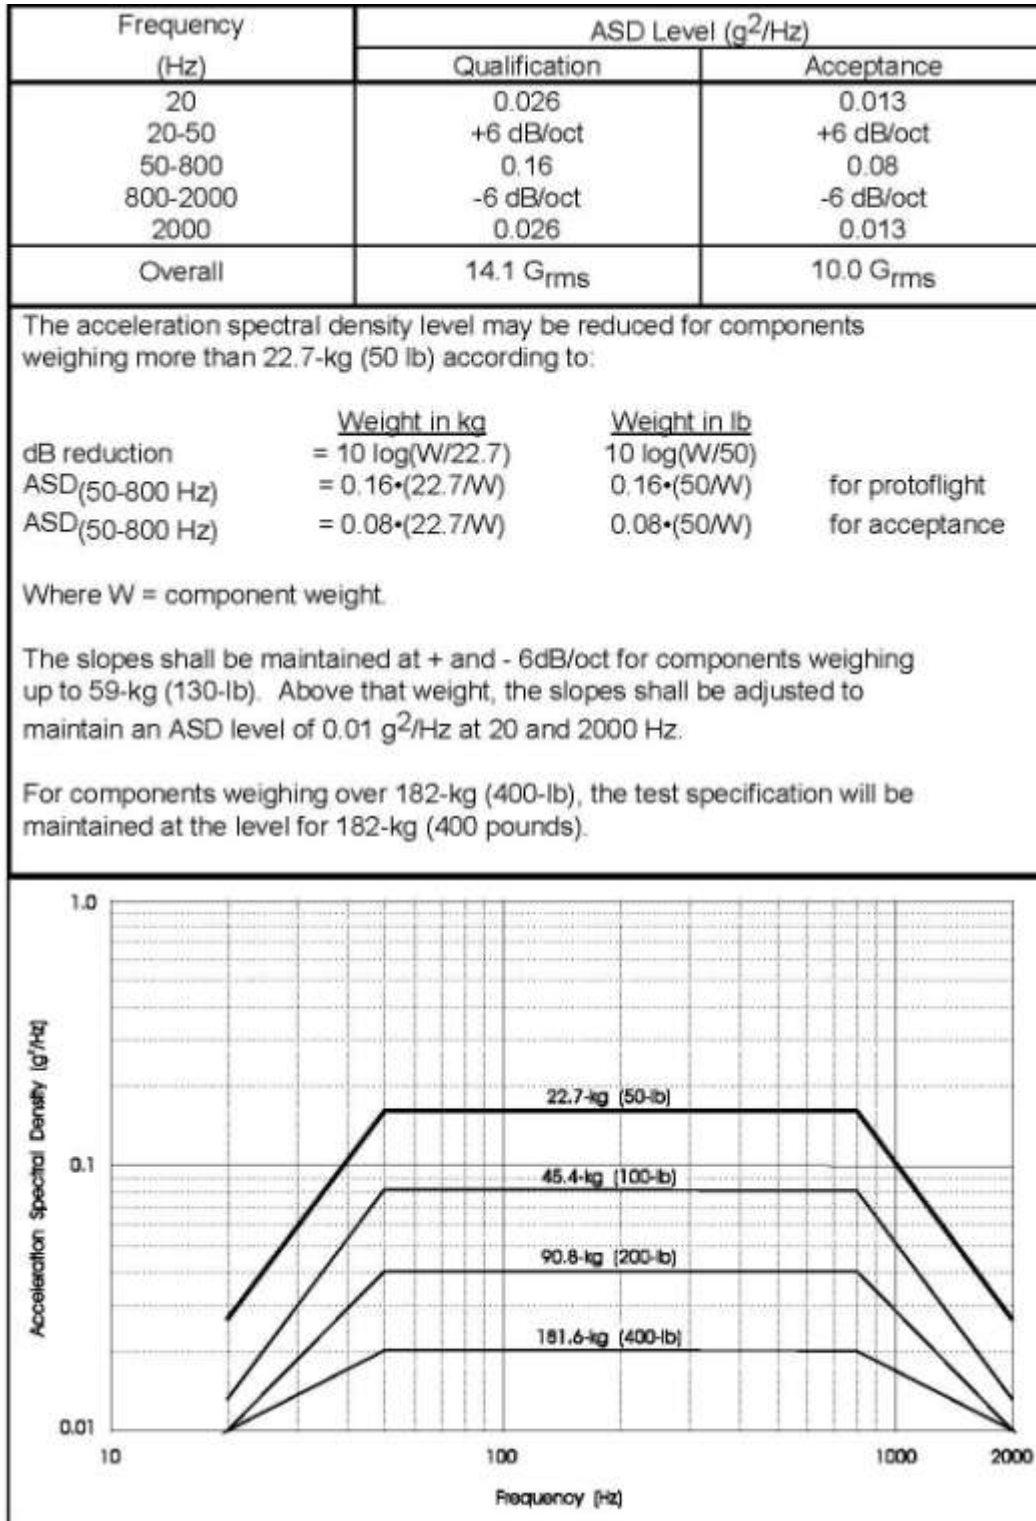 Frequency ASD Level (g2/Hz)
(Hz) Qualification Acceptance
20 0.026 0.013
20-50 +6 dB/oct +6 dB/oct
50-800 0.16 0.08
800-2000 -6 dB/oct -6 dB/oct
2000 0.026 0.013
Overall 14.1 Grms 10.0 Grms
The acceleration spectral density level may be reduced for components
weighing more than 22.7-kg (50 lb) according to:
Weight in kg Weight in lb
dB reduction = 10 log(W/22.7) 10 log(W/50)
ASD(50-800 Hz) = 0.16•(22.7/W) 0.16•(50/W) for protoflight
ASD(50-800 Hz) = 0.08•(22.7/W) 0.08•(50/W) for acceptance
Where W = component weight.
The slopes shall be maintained at + and - 6dB/oct for components weighing
up to 59-kg (130-lb). Above that weight, the slopes shall be adjusted to
maintain an ASD level of 0.01 g2/Hz at 20 and 2000 Hz.
For components weighing over 182-kg (400-lb), the test specification will be
maintained at the level for 182-kg (400 pounds).
1.0
Acceleration Spectral Density (g²/Hz)
22.7-kg (50-lb)
0.1
45.4-kg (100-lb)
90.8-kg (200-lb)
181.6-kg (400-lb)
0.01
10 100 1000 2000
Frequency (Hz)